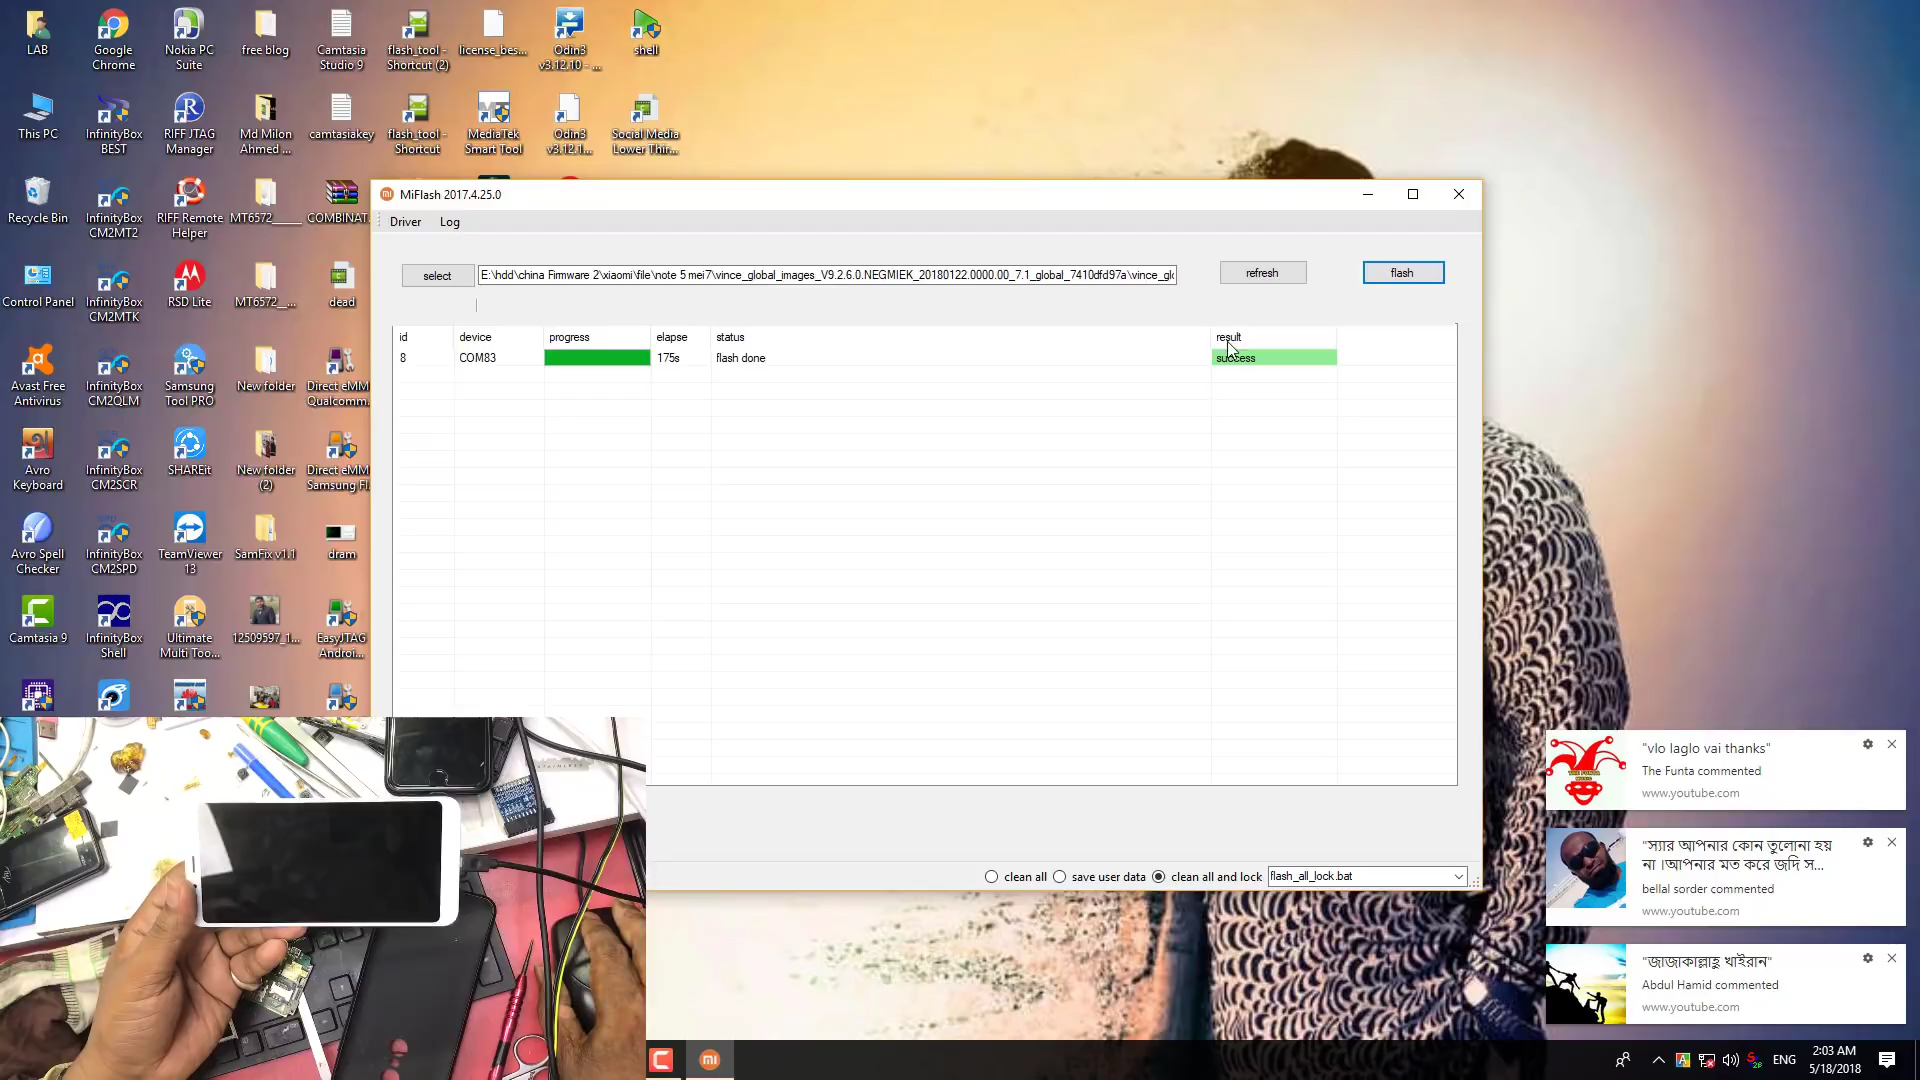 LAB
Google
Chrome
Nokia PC
Suite
free blog
Camtasia
Studio 9
flash_tool -
Shortcut (2)
license_bes...
Odin3
v3.12.10 - ...
shell
This PC
InfinityBox
BEST
RIFF JTAG
Manager
Md Milon
Ahmed ...
camtasiakey
flash_tool -
Shortcut
MediaTek
Smart Tool
Odin3
v3.12.1...
Social Media
Lower Thir...
Recycle Bin
InfinityBox
CM2MT2
RIFF Remote
Helper
MT6572____
COMBINAT
Control Panel
InfinityBox
CM2MTK
RSD Lite
MT6572__...
dead
Avast Free
Antivirus
InfinityBox
CM2QLM
Samsung
Tool PRO
New folder
Direct eMM
Qualcomm.
Avro
Keyboard
InfinityBox
CM2SCR
SHAREit
New folder
(2)
Direct eMM
Samsung Fl.
Avro Spell
Checker
InfinityBox
CM2SPD
TeamViewer
13
SamFix v1.1
dram
Camtasia 9
InfinityBox
Shell
Ultimate
Multi Too...
12509597_1...
EasyJTAG
Androi...
MiFlash 2017.4.25.0
Driver Log
select
E:\hdd\china Firmware 2\xiaomi\file\note 5 mei7\vince_global_images_V9.2.6.0.NEGMIEK_20180122.0000.00_7.1_global_7410dfd97a\vince_gl
refresh
flash
id device progress elapse status result
8 COM83 175s flash done success
clean all save user data clean all and lock flash_all_lock.bat
"vlo laglo vai thanks"
The Funta commented
www.youtube.com
"স্যার আপনার কোন তুলোনা হয়
না ।আপনার মত করে জদি স...
bellal sorder commented
www.youtube.com
"জাজাকাল্লাহু খাইরান"
Abdul Hamid commented
www.youtube.com
ENG
2:03 AM
5/18/2018